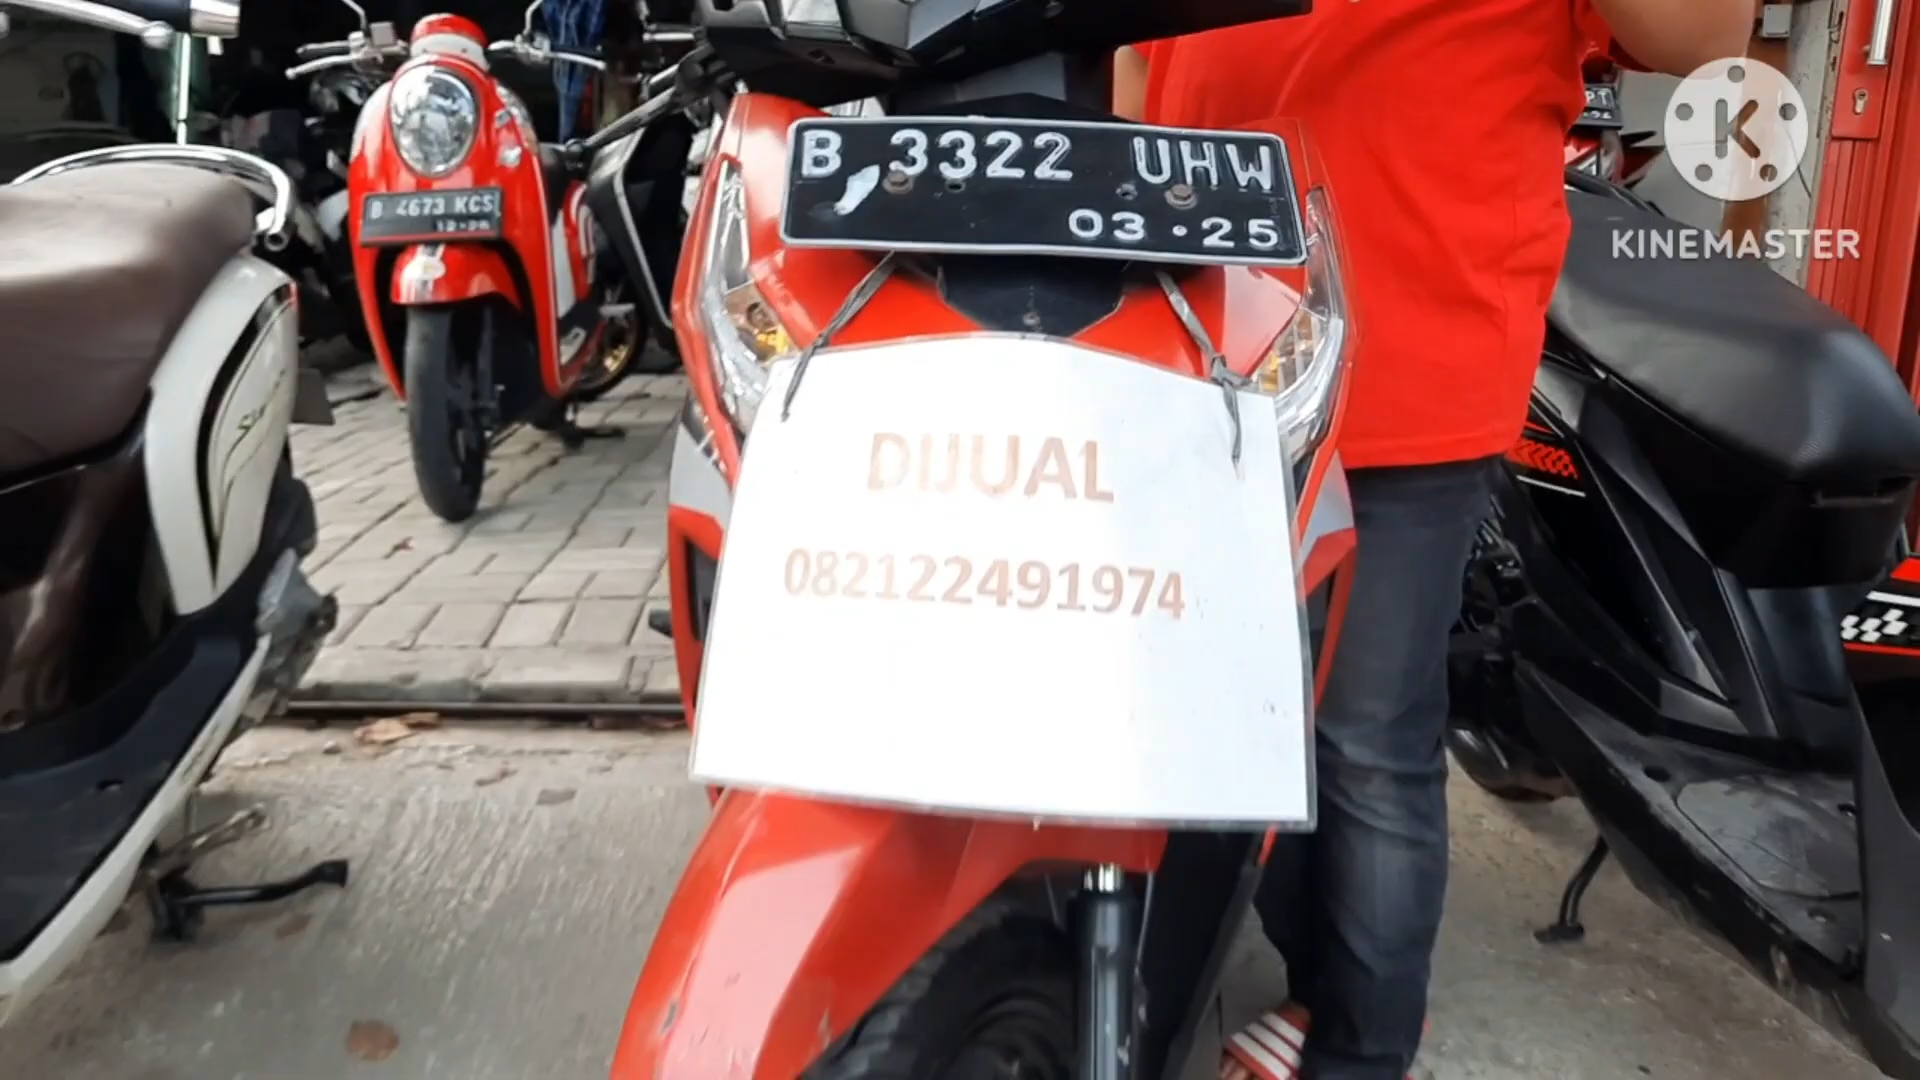 B 3322 UHW
03·25
B 4673 KCS
K
KINEMASTER
DIJUAL
082122491974